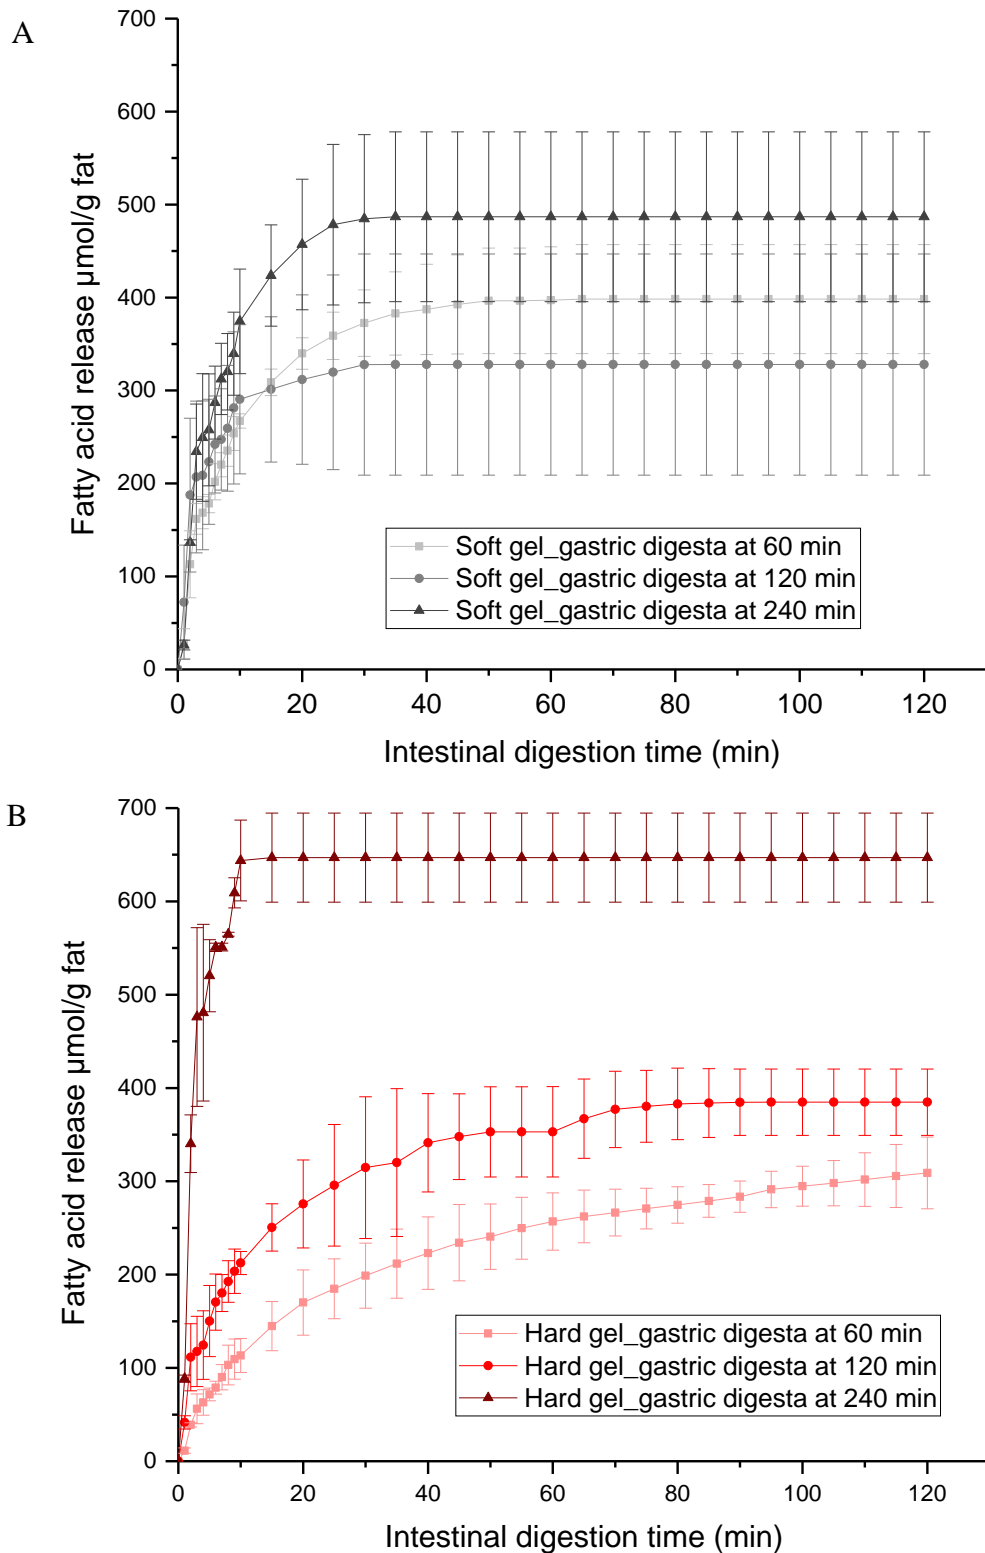 A
700
600
500
400
300
200
100
0
Fatty acid release μmol/g fat
Soft gel_gastric digesta at 60 min
Soft gel_gastric digesta at 120 min
Soft gel_gastric digesta at 240 min
0 20 40 60 80 100 120
Intestinal digestion time (min)
B
700
600
500
400
300
200
100
0
Fatty acid release μmol/g fat
Hard gel_gastric digesta at 60 min
Hard gel_gastric digesta at 120 min
Hard gel_gastric digesta at 240 min
0 20 40 60 80 100 120
Intestinal digestion time (min)